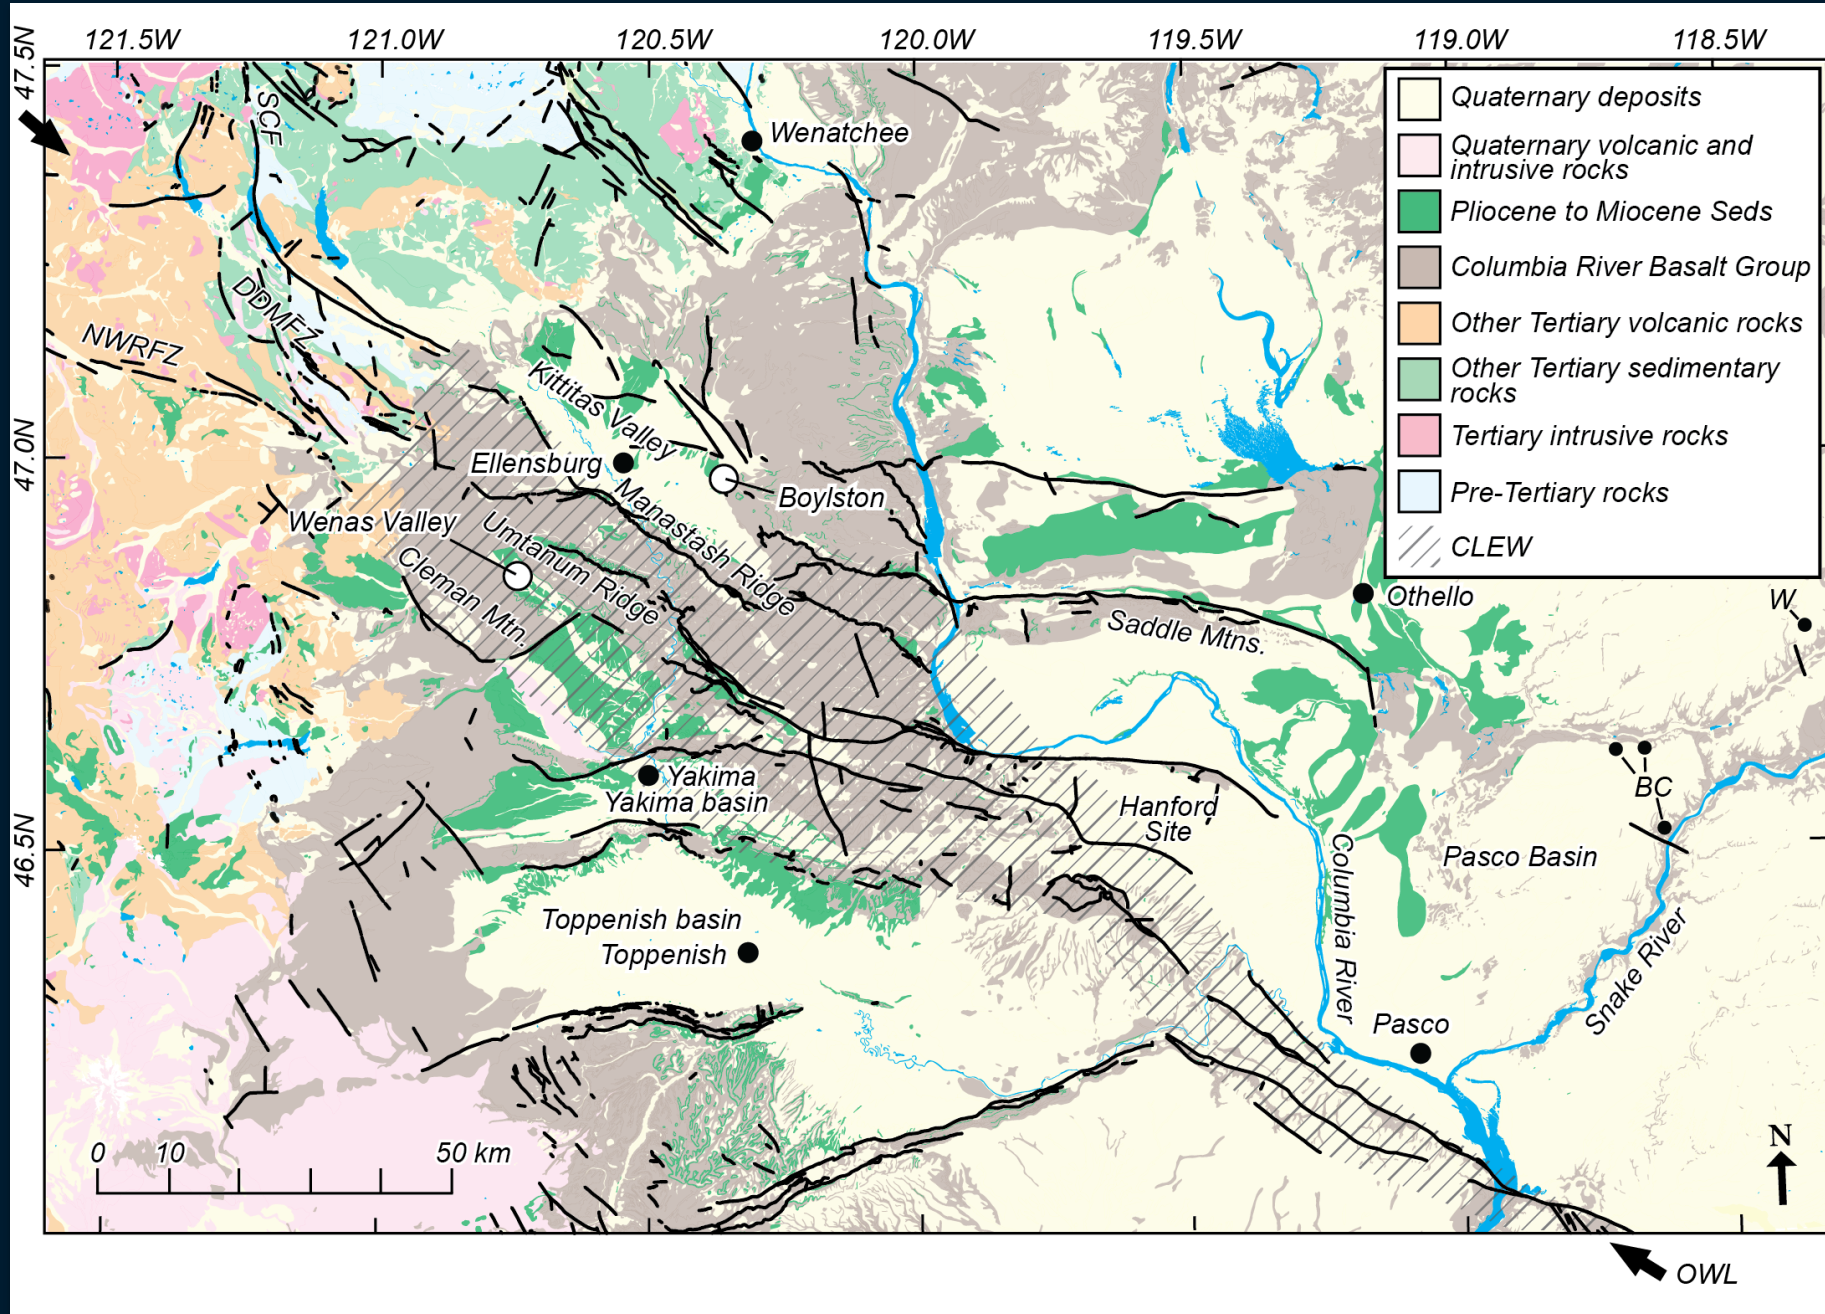 121.5W 121.0W 120.5W 120.0W 119.5W 119.0W 118.5W
47.5N
47.0N
46.5N
Quaternary deposits
Quaternary volcanic and
intrusive rocks
Pliocene to Miocene Seds
Columbia River Basalt Group
Other Tertiary volcanic rocks
Other Tertiary sedimentary
rocks
Tertiary intrusive rocks
Pre-Tertiary rocks
CLEW
SCF
Wenatchee
DDMFZ
NWRFZ
Kittitas Valley
Ellensburg
Boylston
Manastash Ridge
Wenas Valley
Umtanum Ridge
Cleman Mtn.
Othello
W
Saddle Mtns.
Yakima
Yakima basin
BC
Hanford
Site
Columbia River
Pasco Basin
Toppenish basin
Toppenish
Snake River
Pasco
0 10 50 km
N
OWL